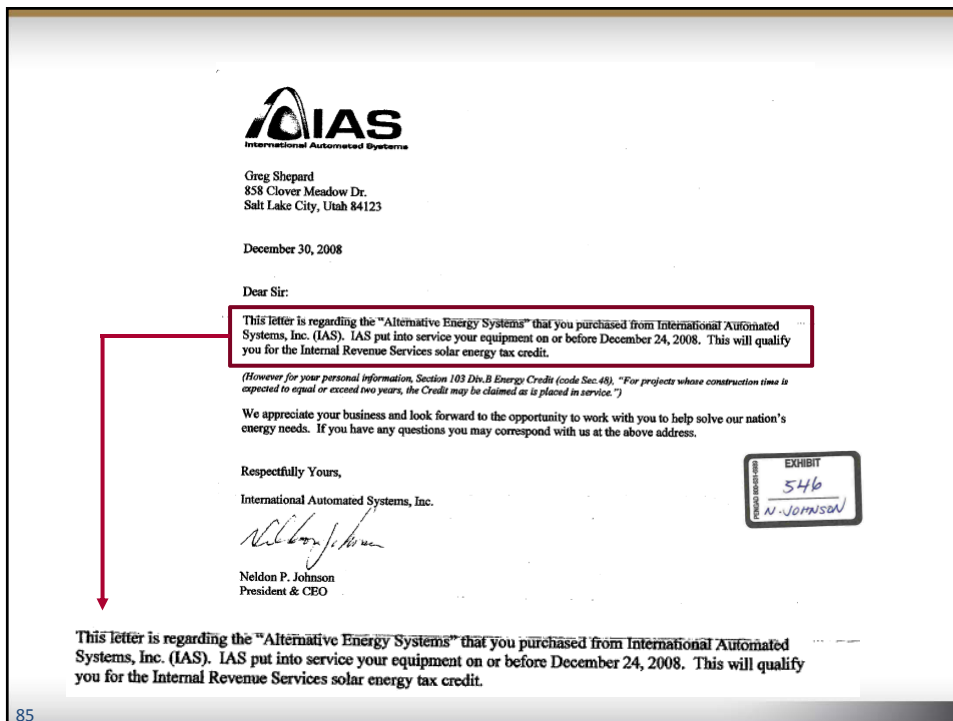 IAS
International Automated Systems
Greg Shepard
858 Clover Meadow Dr.
Salt Lake City, Utah 84123
December 30, 2008
Dear Sir:
This letter is regarding the "Alternative Energy Systems" that you purchased from International Automated
Systems, Inc. (IAS).  IAS put into service your equipment on or before December 24, 2008.  This will qualify
you for the Internal Revenue Services solar energy tax credit.
(However for your personal information, Section 103 Div.B Energy Credit (code Sec.48), "For projects whose construction time is
expected to equal or exceed two years, the Credit may be claimed as is placed in service.")
We appreciate your business and look forward to the opportunity to work with you to help solve our nation's
energy needs.  If you have any questions you may correspond with us at the above address.
Respectfully Yours,
International Automated Systems, Inc.
Neldon P. Johnson
President & CEO
EXHIBIT
546
N. JOHNSON
This letter is regarding the "Alternative Energy Systems" that you purchased from International Automated
Systems, Inc. (IAS).  IAS put into service your equipment on or before December 24, 2008.  This will qualify
you for the Internal Revenue Services solar energy tax credit.
85